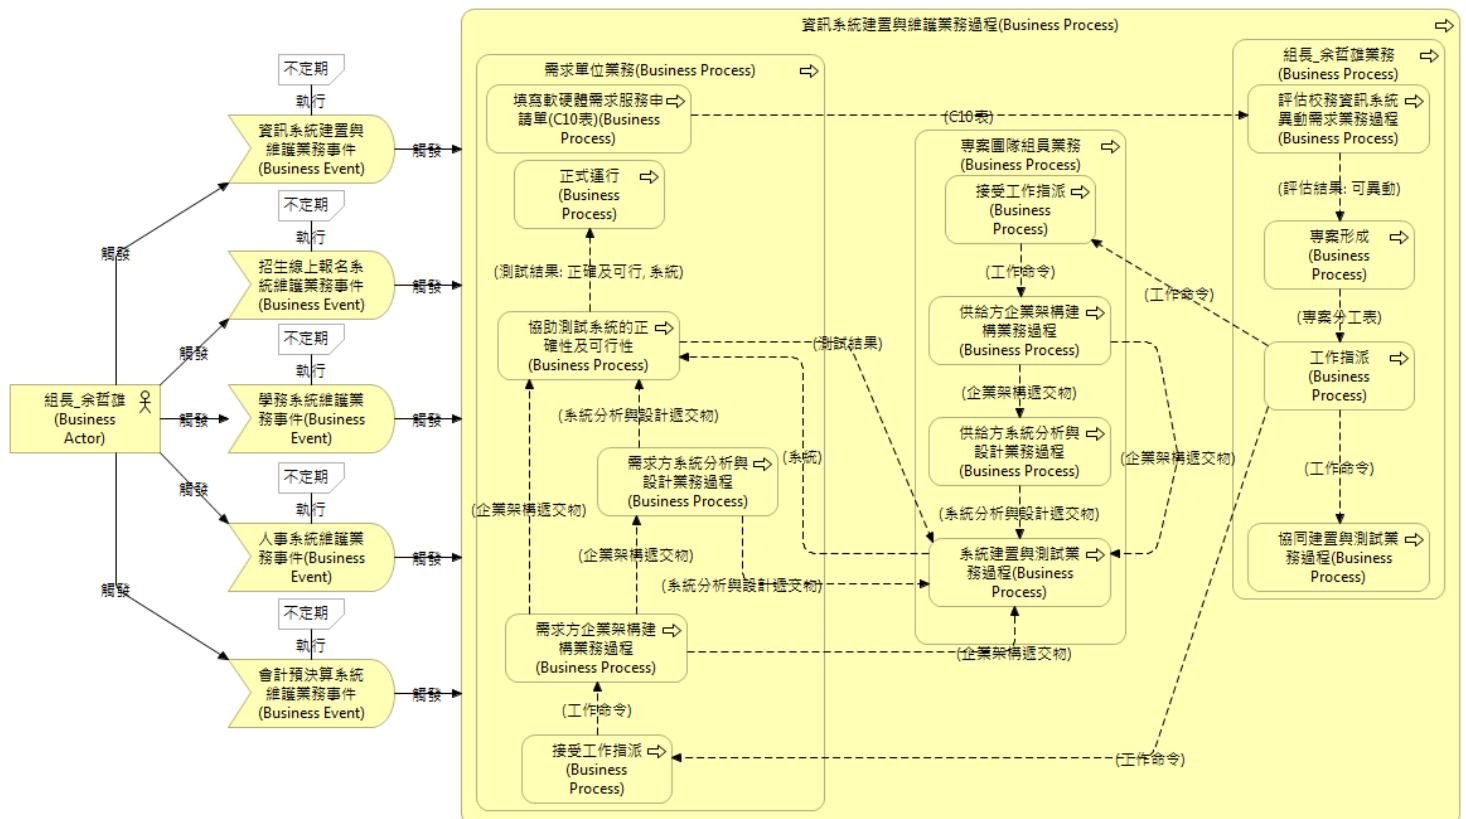 資訊系統建置與維護業務過程(Business Process)
不定期
執行
資訊系統建置與
維護業務事件
(Business Event)
觸發
觸發
不定期
執行
招生線上報名系
統維護業務事件
(Business Event)
觸發
觸發
不定期
執行
學務系統維護業
務事件(Business
Event)
觸發
觸發
組長_余哲雄
(Business
Actor)
不定期
執行
人事系統維護業
務事件(Business
Event)
觸發
觸發
不定期
執行
會計預決算系統
維護業務事件
(Business Event)
觸發
觸發
需求單位業務(Business Process)
填寫軟硬體需求服務申
請單(C10表)(Business
Process)
(C10表)
正式運行
(Business
Process)
(測試結果: 正確及可行, 系統)
協助測試系統的正
確性及可行性
(Business Process)
(測試結果)
(系統分析與設計遞交物)
需求方系統分析與
設計業務過程
(Business Process)
(系統)
(企業架構遞交物)
(企業架構遞交物)
(系統分析與設計遞交物)
需求方企業架構建
構業務過程
(Business Process)
(企業架構遞交物)
(工作命令)
接受工作指派
(Business
Process)
(工作命令)
專案團隊組員業務
(Business Process)
接受工作指派
(Business
Process)
(工作命令)
(工作命令)
供給方企業架構建
構業務過程
(Business Process)
(企業架構遞交物)
供給方系統分析與
設計業務過程
(Business Process)
(企業架構遞交物)
(系統分析與設計遞交物)
系統建置與測試業
務過程(Business
Process)
組長_余哲雄業務
(Business Process)
評估校務資訊系統
異動需求業務過程
(Business Process)
(評估結果: 可異動)
專案形成
(Business
Process)
(專案分工表)
工作指派
(Business
Process)
(工作命令)
協同建置與測試業
務過程(Business
Process)